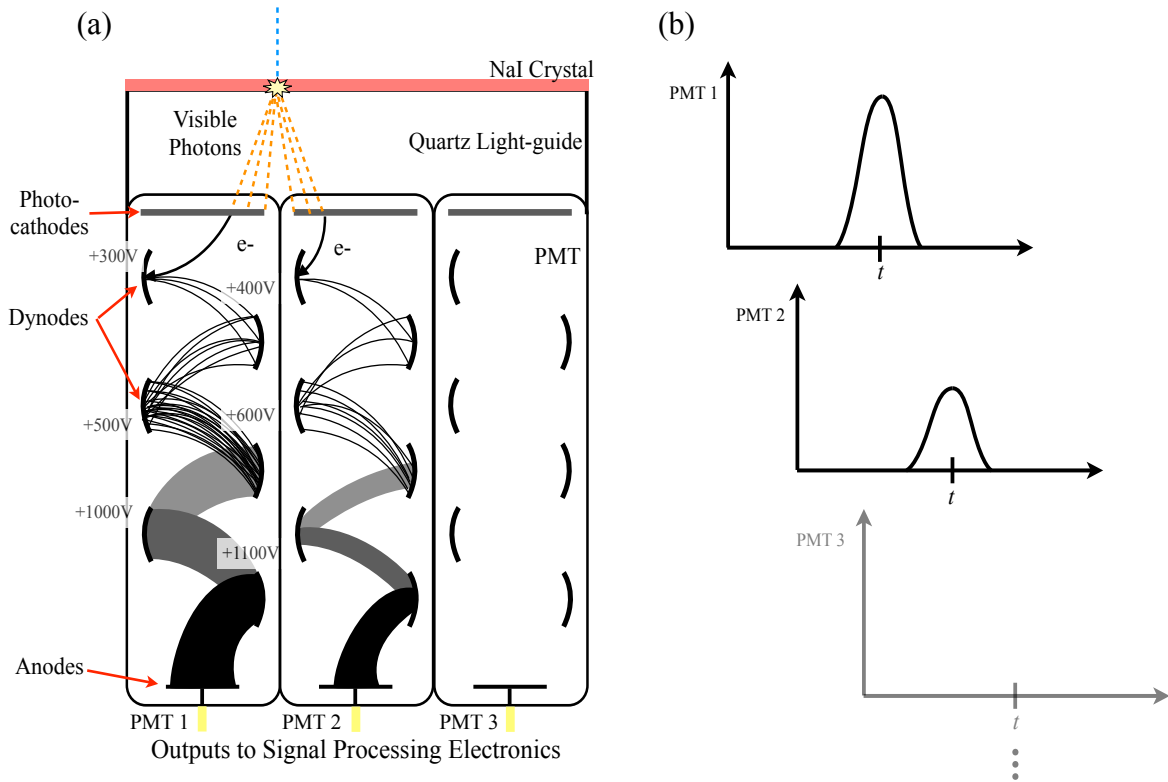 (a)
NaI Crystal
Visible
Photons
Quartz Light-guide
Photo-
cathodes
e-
e-
PMT
+300V
+400V
Dynodes
+500V
+600V
+1000V
+1100V
Anodes
PMT 1
PMT 2
PMT 3
Outputs to Signal Processing Electronics
(b)
PMT 1
t
PMT 2
t
PMT 3
t